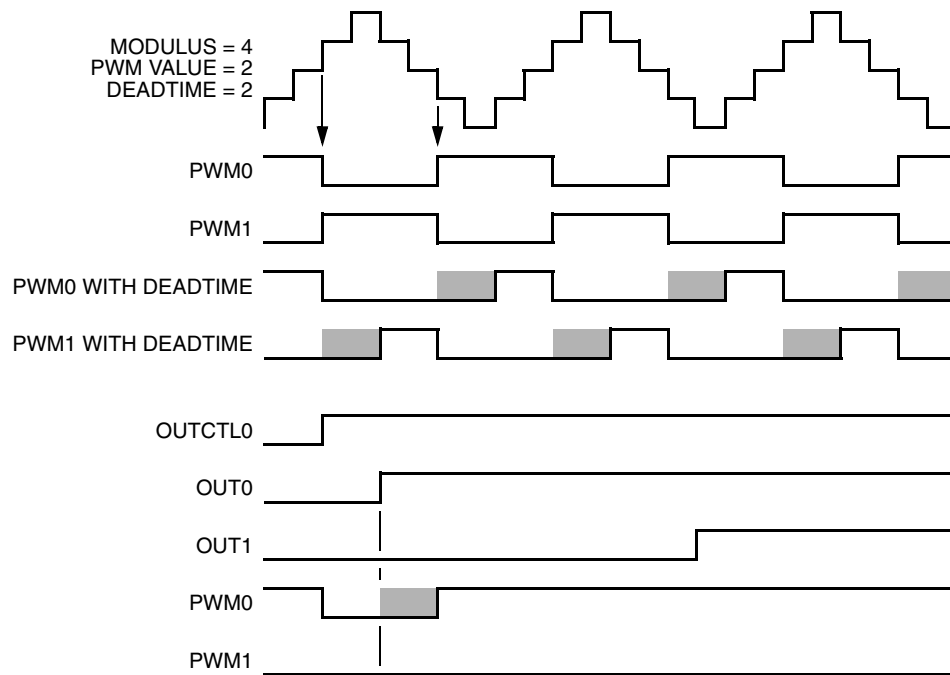 MODULUS = 4
PWM VALUE = 2
DEADTIME = 2
PWM0
PWM1
PWM0 WITH DEADTIME
PWM1 WITH DEADTIME
OUTCTL0
OUT0
OUT1
PWM0
PWM1